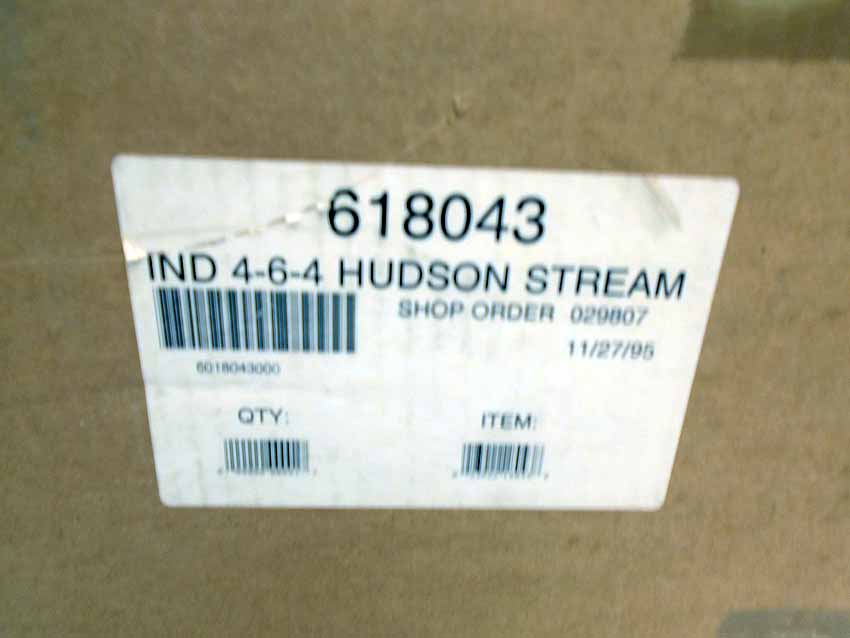 618043
IND 4-6-4 HUDSON STREAM
SHOP ORDER 029807
11/27/95
6018043000
QTY:
ITEM: